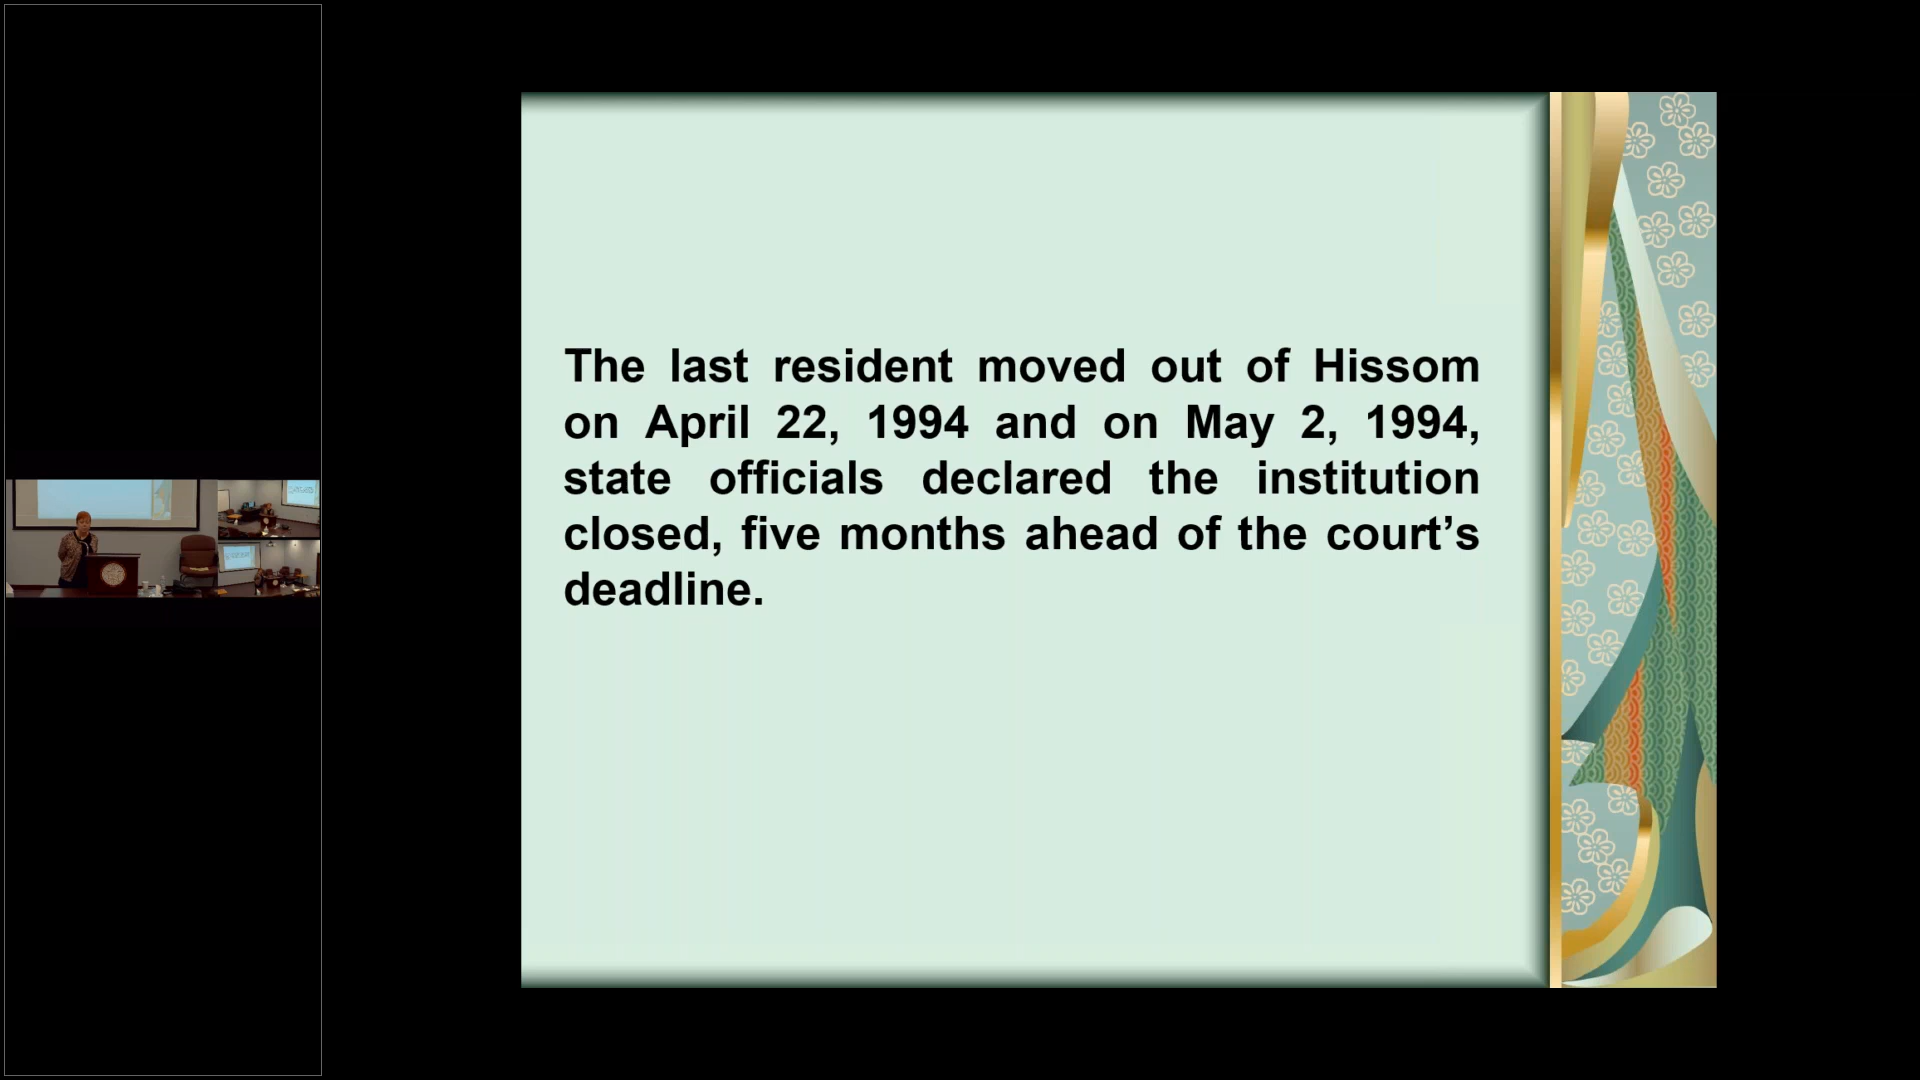 The last resident moved out of Hissom
on April 22, 1994 and on May 2, 1994,
state officials declared the institution
closed, five months ahead of the court’s
deadline.